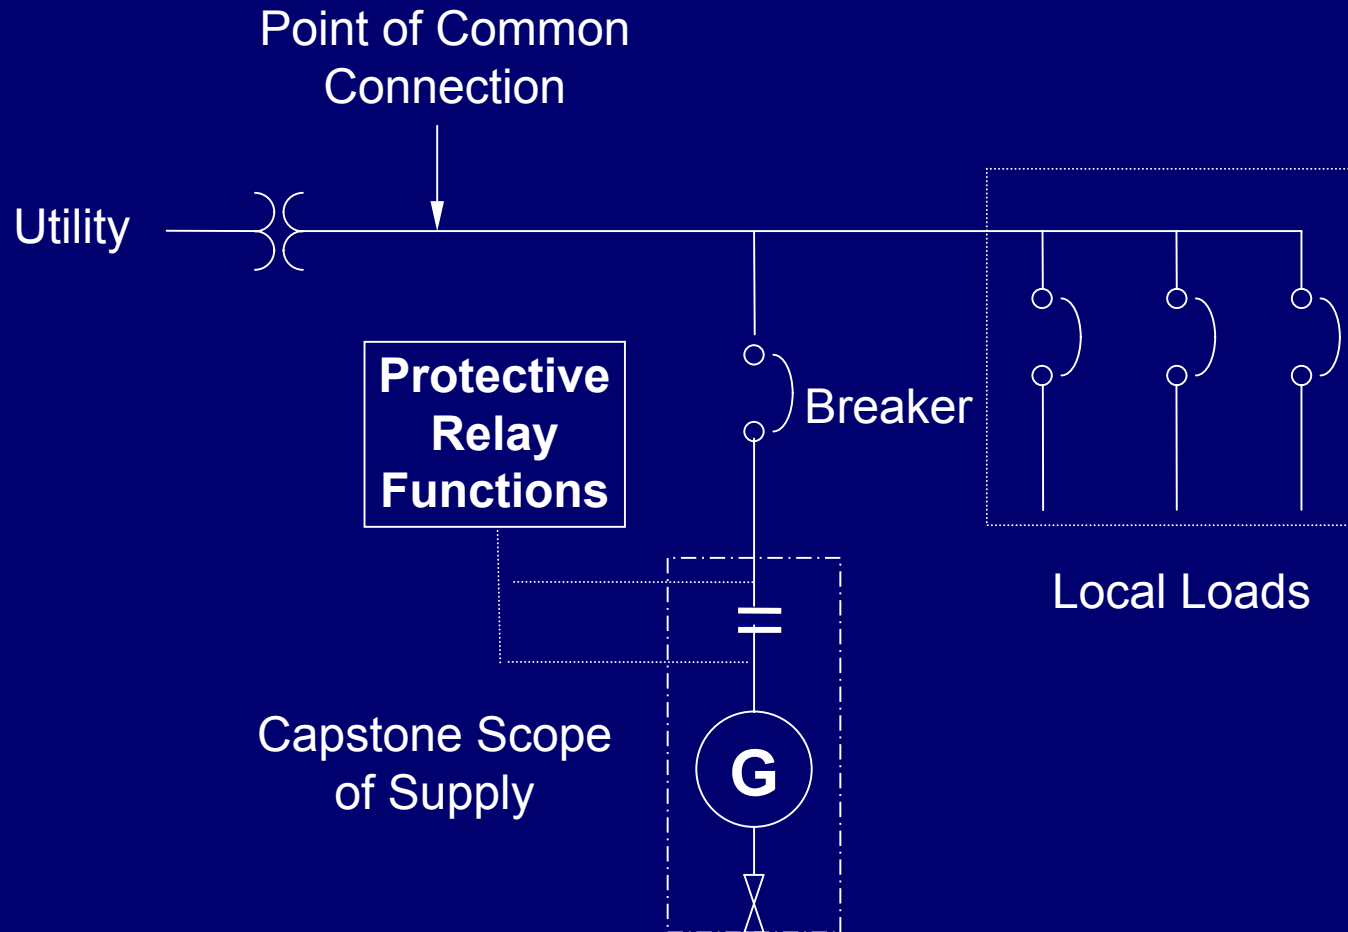 Point of Common
Connection
Utility
Protective
Relay
Functions
Breaker
Local Loads
Capstone Scope
of Supply
G